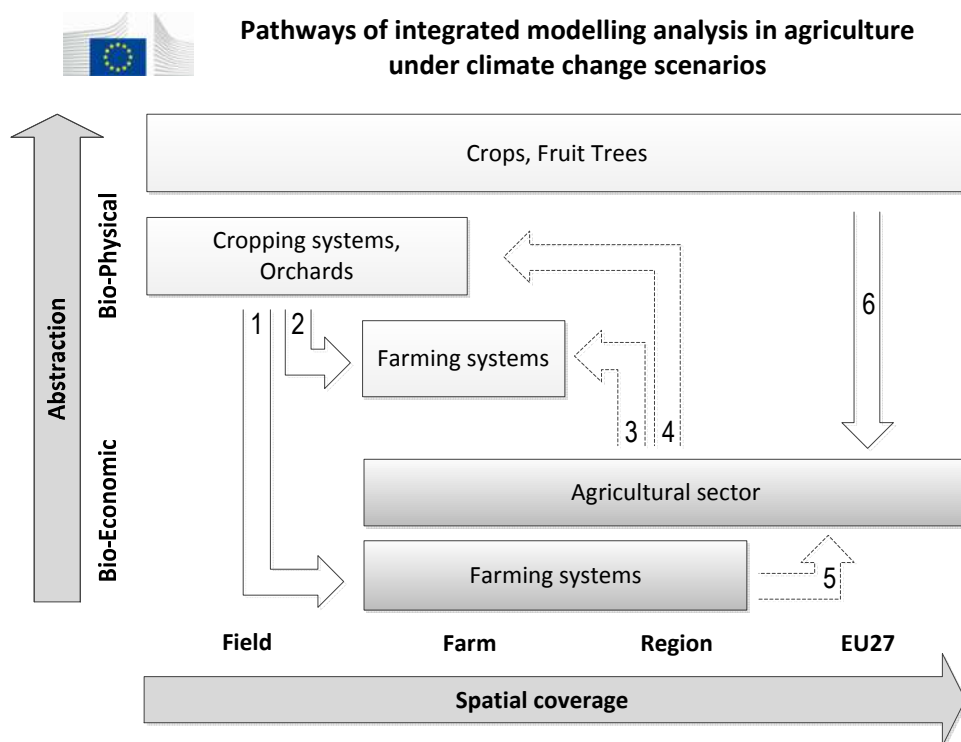 Pathways of integrated modelling analysis in agriculture
under climate change scenarios
Crops, Fruit Trees
Bio-Physical
Cropping systems,
Orchards
1
2
6
Farming systems
Abstraction
3
4
Bio-Economic
Agricultural sector
Farming systems
5
Field
Farm
Region
EU27
Spatial coverage